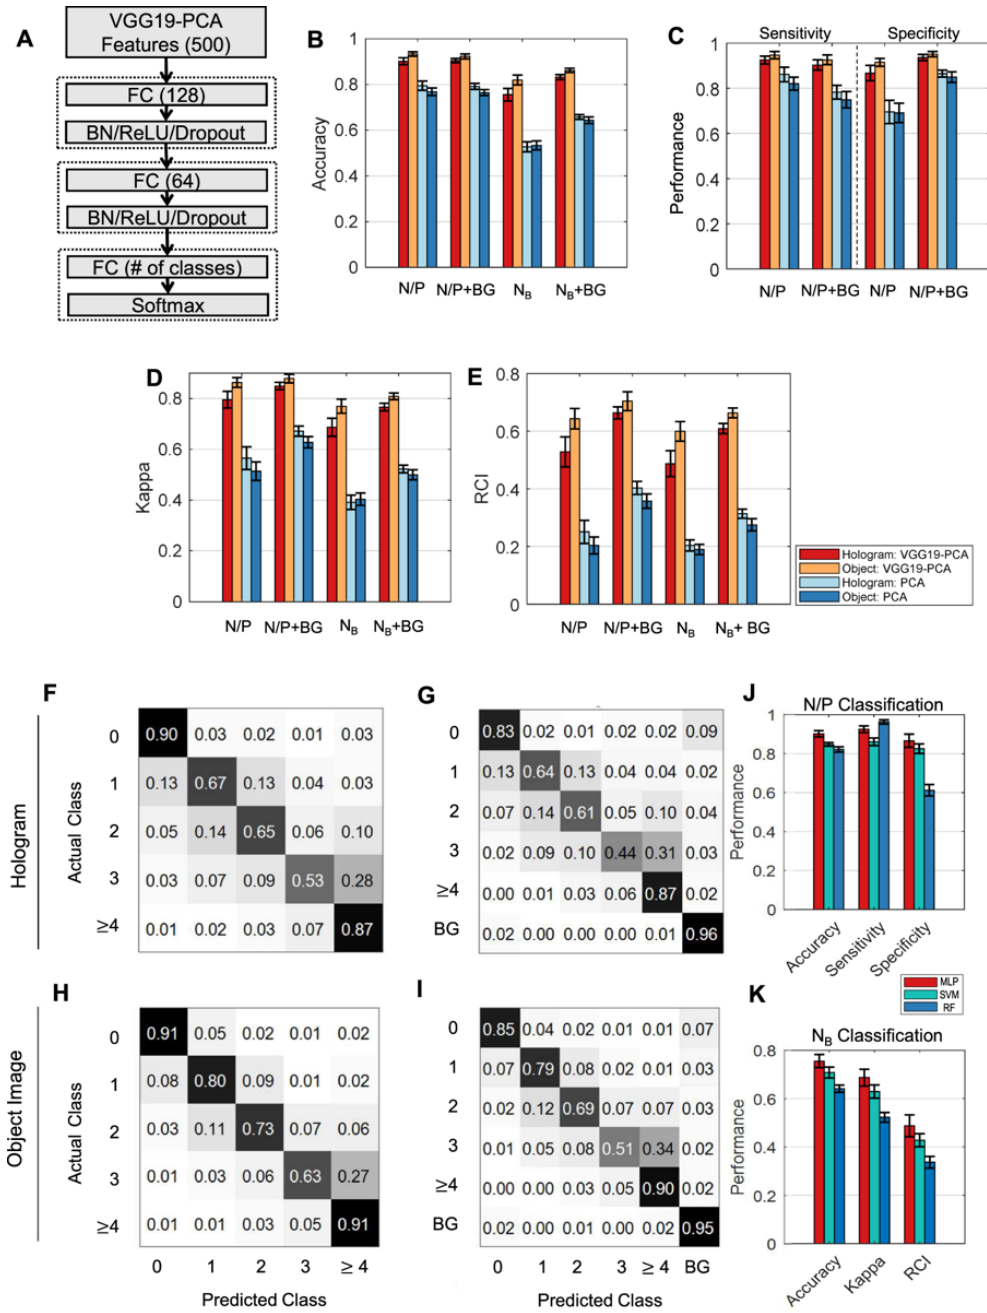 A
VGG19-PCA
Features (500)
FC (128)
BN/ReLU/Dropout
FC (64)
BN/ReLU/Dropout
FC (# of classes)
Softmax
B
Accuracy
1
0.8
0.6
0.4
0.2
0
N/P
N/P+BG
N_B
N_B+BG
C
Sensitivity
Specificity
Performance
1
0.8
0.6
0.4
0.2
0
N/P
N/P+BG
N/P
N/P+BG
D
Kappa
0.8
0.6
0.4
0.2
0
N/P
N/P+BG
N_B
N_B+BG
E
RCI
0.8
0.6
0.4
0.2
0
N/P
N/P+BG
N_B
N_B+ BG
Hologram: VGG19-PCA
Object: VGG19-PCA
Hologram: PCA
Object: PCA
Hologram
F
Actual Class
0 0.90 0.03 0.02 0.01 0.03
1 0.13 0.67 0.13 0.04 0.03
2 0.05 0.14 0.65 0.06 0.10
3 0.03 0.07 0.09 0.53 0.28
≥4 0.01 0.02 0.03 0.07 0.87
G
0 0.83 0.02 0.01 0.02 0.02 0.09
1 0.13 0.64 0.13 0.04 0.04 0.02
2 0.07 0.14 0.61 0.05 0.10 0.04
3 0.02 0.09 0.10 0.44 0.31 0.03
≥4 0.00 0.01 0.03 0.06 0.87 0.02
BG 0.02 0.00 0.00 0.00 0.01 0.96
J
N/P Classification
Performance
1
0.8
0.6
0.4
0.2
0
Accuracy
Sensitivity
Specificity
MLP
SVM
RF
Object Image
H
Actual Class
0 0.91 0.05 0.02 0.01 0.02
1 0.08 0.80 0.09 0.01 0.02
2 0.03 0.11 0.73 0.07 0.06
3 0.01 0.03 0.06 0.63 0.27
≥4 0.01 0.01 0.03 0.05 0.91
0 1 2 3 ≥ 4
Predicted Class
I
0 0.85 0.04 0.02 0.01 0.01 0.07
1 0.07 0.79 0.08 0.02 0.01 0.03
2 0.02 0.12 0.69 0.07 0.07 0.03
3 0.01 0.05 0.08 0.51 0.34 0.02
≥4 0.00 0.00 0.03 0.05 0.90 0.02
BG 0.02 0.00 0.01 0.00 0.02 0.95
0 1 2 3 ≥ 4 BG
Predicted Class
K
N_B Classification
Performance
0.8
0.6
0.4
0.2
0
Accuracy
Kappa
RCI